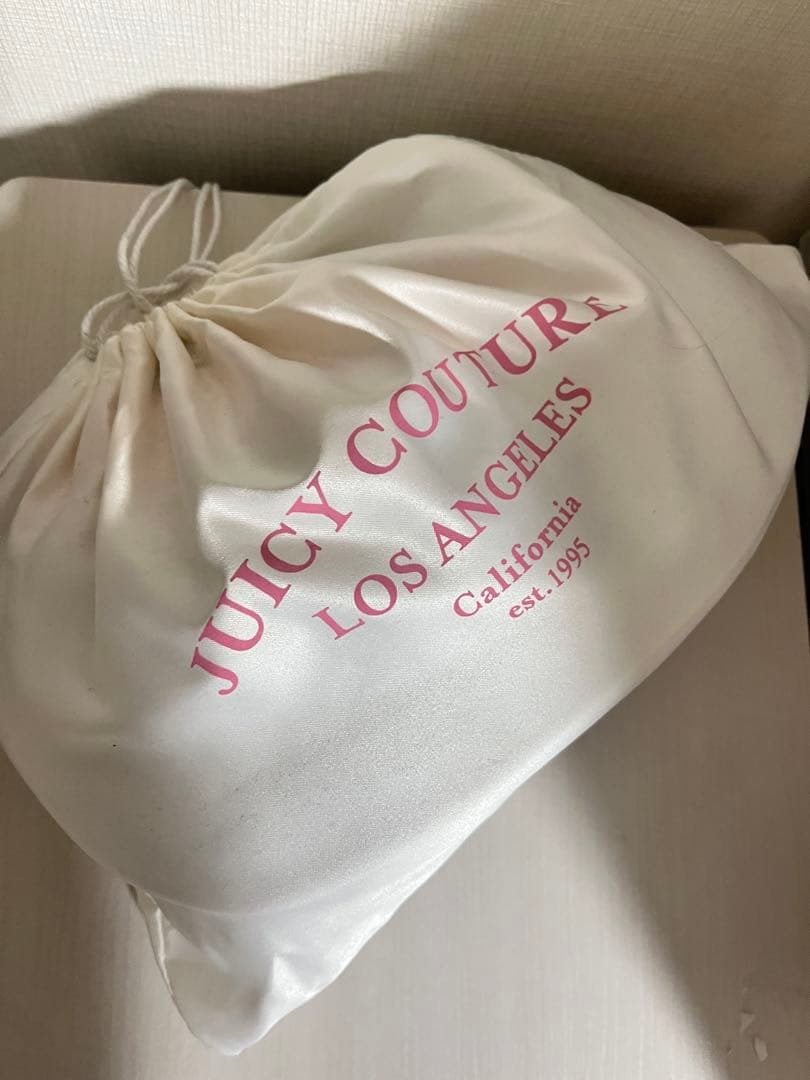 JUICY COUTURE
LOS ANGELES
California
est. 1995